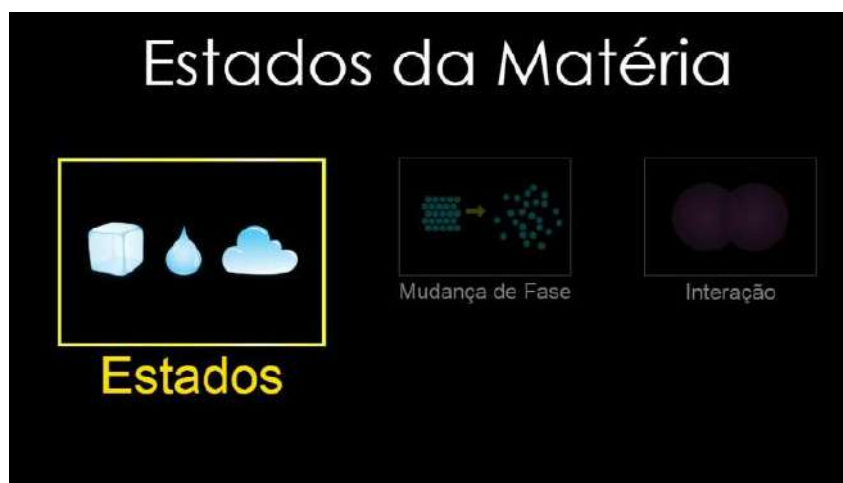 Estados da Matéria
Mudança de Fase
Interação
Estados